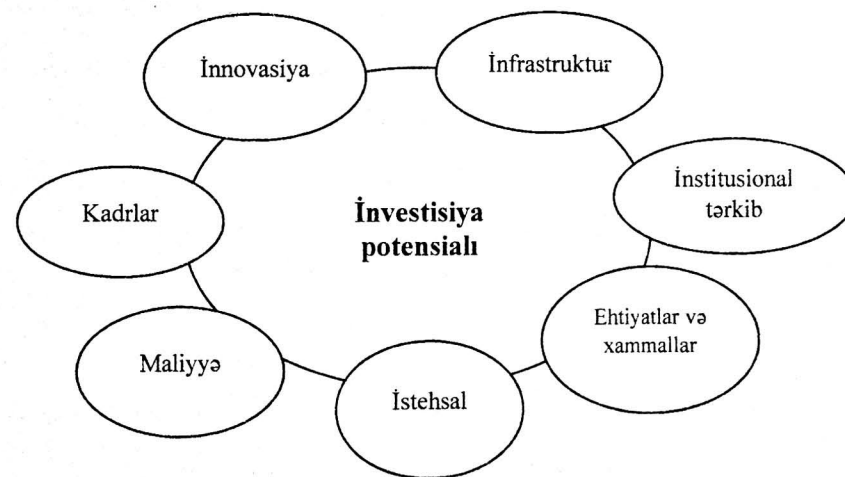 İnnovasiya
İnfrastruktur
İnstitusional
tərkib
Kadrlar
İnvestisiya
potensialı
Ehtiyatlar və
xammallar
Maliyyə
İstehsal